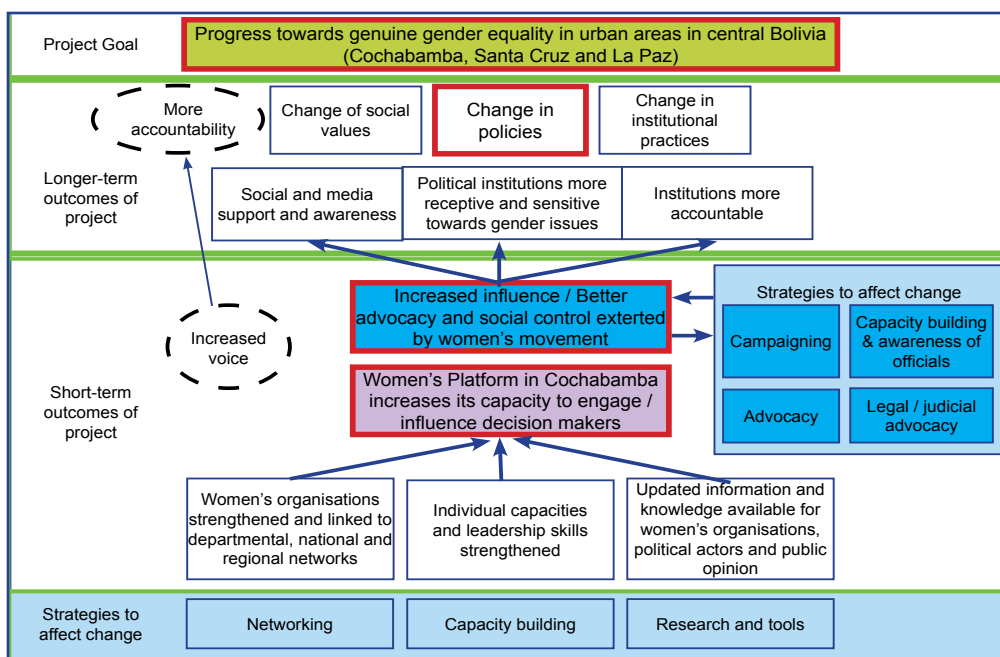 Project Goal
Progress towards genuine gender equality in urban areas in central Bolivia
(Cochabamba, Santa Cruz and La Paz)
More
accountability
Change of social
values
Change in
policies
Change in
institutional
practices
Longer-term
outcomes of
project
Social and media
support and awareness
Political institutions more
receptive and sensitive
towards gender issues
Institutions more
accountable
Increased influence / Better
advocacy and social control exterted
by women's movement
Strategies to affect change
Campaigning
Capacity building
& awareness of
officials
Advocacy
Legal / judicial
advocacy
Increased
voice
Short-term
outcomes of
project
Women's Platform in Cochabamba
increases its capacity to engage /
influence decision makers
Women's organisations
strengthened and linked to
departmental, national and
regional networks
Individual capacities
and leadership skills
strengthened
Updated information and
knowledge available for
women's organisations,
political actors and public
opinion
Strategies to
affect change
Networking
Capacity building
Research and tools